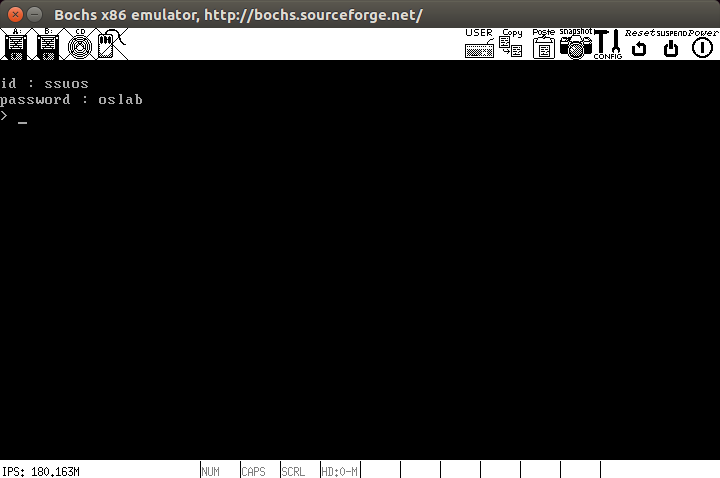 Bochs x86 emulator, http://bochs.sourceforge.net/
A: B: CD USER Copy Paste snapshot CONFIG Reset SUSPEND Power
id : ssuos
password : oslab
> _
IPS: 180.163M NUM CAPS SCRL HD:0-M